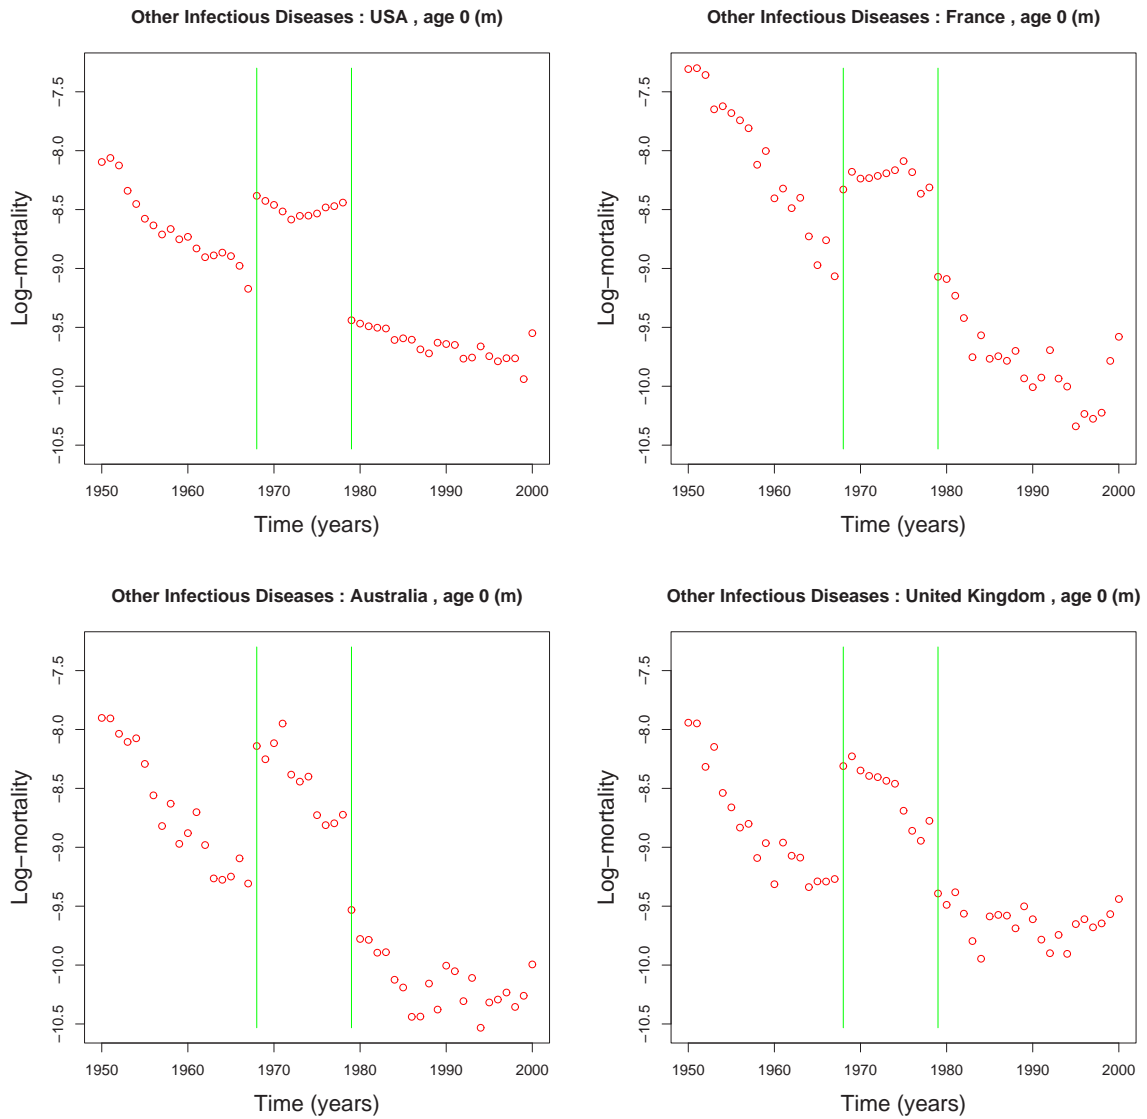 Other Infectious Diseases : USA , age 0 (m)
Log−mortality
−7.5
−8.0
−8.5
−9.0
−9.5
−10.0
−10.5
1950 1960 1970 1980 1990 2000
Time (years)
Other Infectious Diseases : France , age 0 (m)
Log−mortality
−7.5
−8.0
−8.5
−9.0
−9.5
−10.0
−10.5
1950 1960 1970 1980 1990 2000
Time (years)
Other Infectious Diseases : Australia , age 0 (m)
Log−mortality
−7.5
−8.0
−8.5
−9.0
−9.5
−10.0
−10.5
1950 1960 1970 1980 1990 2000
Time (years)
Other Infectious Diseases : United Kingdom , age 0 (m)
Log−mortality
−7.5
−8.0
−8.5
−9.0
−9.5
−10.0
−10.5
1950 1960 1970 1980 1990 2000
Time (years)